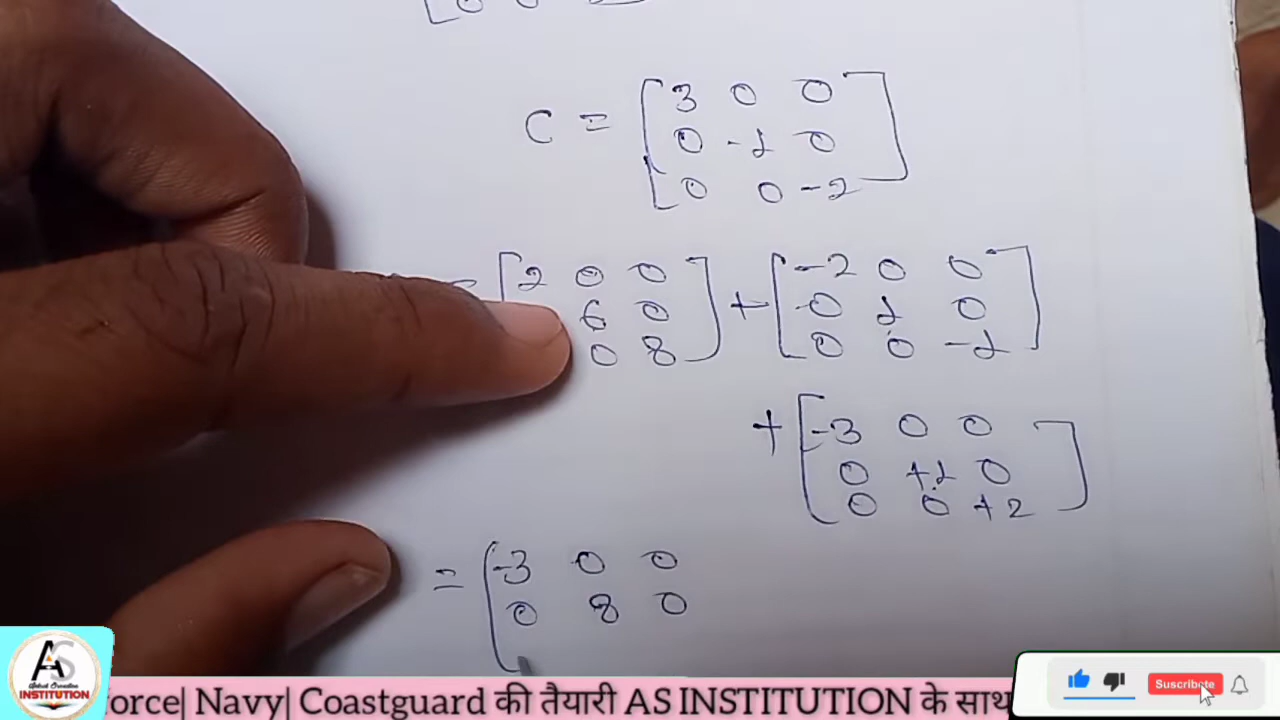 C = [3 0 0
0 -1 0
0 0 -2]
= [2 0 0
6 0
0 8] + [-2 0 0
-0 1 0
0 0 -1]
+ [-3 0 0
0 +1 0
0 0 +2]
= [-3 0 0
0 8 0
AS
INSTITUTION
orce| Navy| Coastguard की तैयारी AS INSTITUTION के साथ
Suscribete